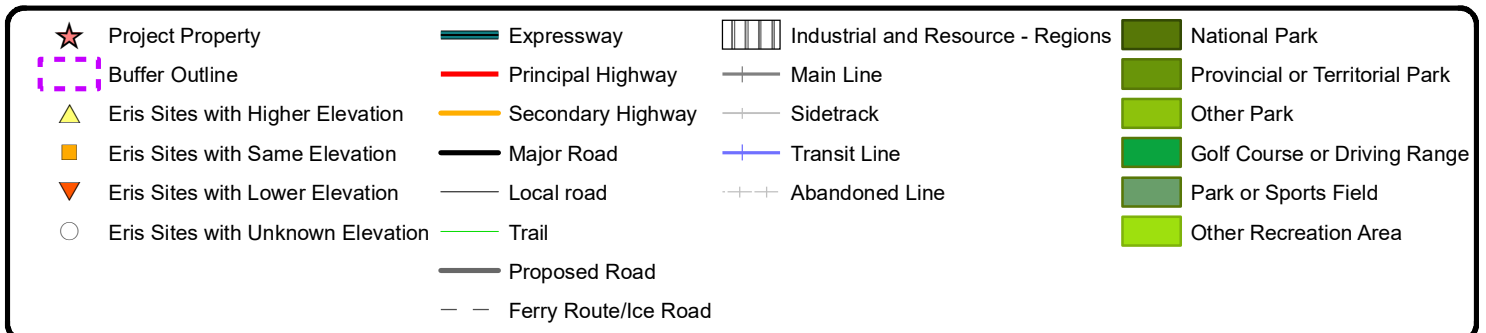 Project Property
Buffer Outline
Eris Sites with Higher Elevation
Eris Sites with Same Elevation
Eris Sites with Lower Elevation
Eris Sites with Unknown Elevation
Expressway
Principal Highway
Secondary Highway
Major Road
Local road
Trail
Proposed Road
Ferry Route/Ice Road
Industrial and Resource - Regions
Main Line
Sidetrack
Transit Line
Abandoned Line
National Park
Provincial or Territorial Park
Other Park
Golf Course or Driving Range
Park or Sports Field
Other Recreation Area